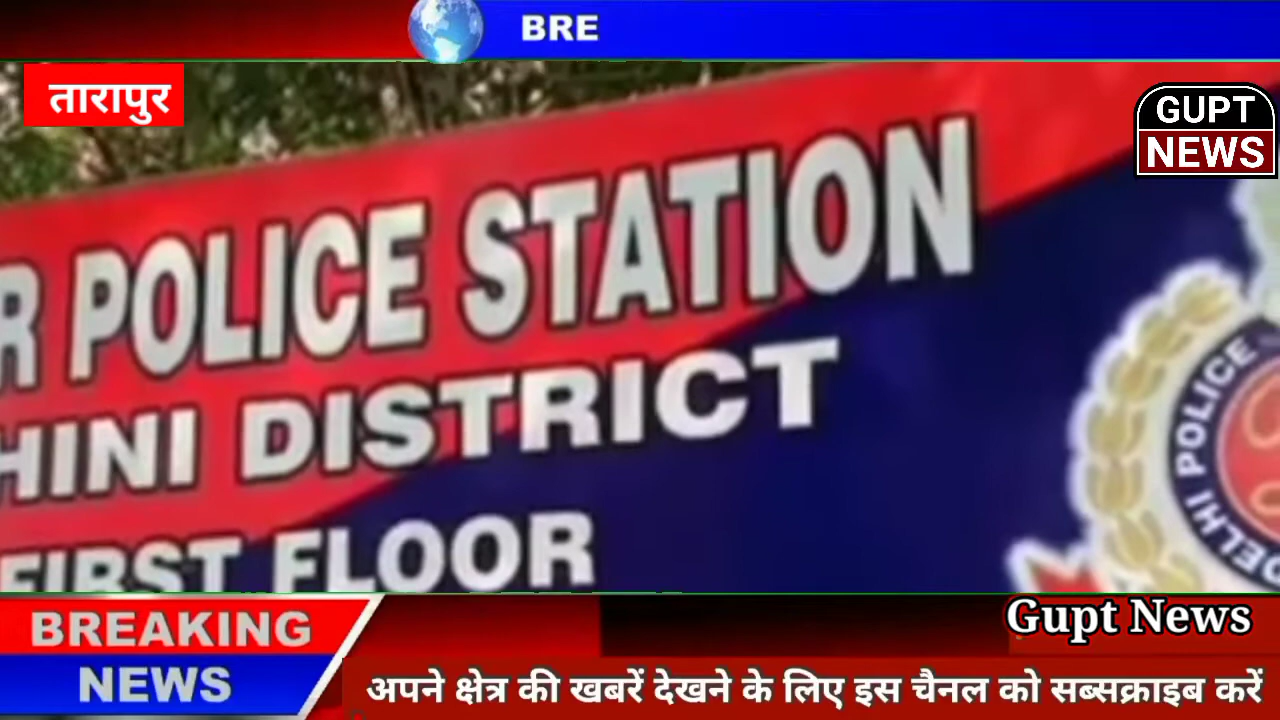 BRE
तारापुर
GUPT
NEWS
R POLICE STATION
HINI DISTRICT
FIRST FLOOR
DELHI POLICE
BREAKING
NEWS
Gupt News
अपने क्षेत्र की खबरें देखने के लिए इस चैनल को सब्सक्राइब करें